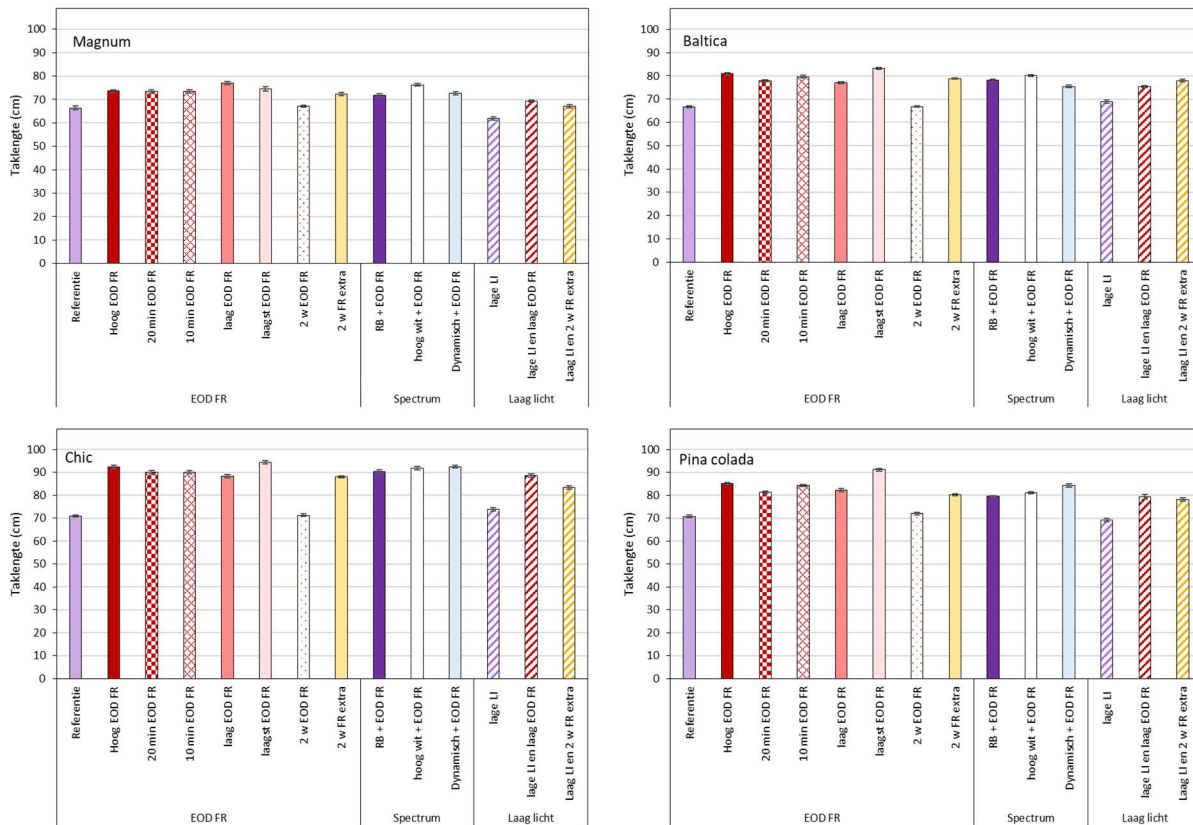 Magnum
Taklengte (cm)
100
90
80
70
60
50
40
30
20
10
0
Referentie
Hoog EOD FR
20 min EOD FR
10 min EOD FR
laag EOD FR
laagst EOD FR
2 w EOD FR
2 w FR extra
RB + EOD FR
hoog wit + EOD FR
Dynamisch + EOD FR
lage LI
lage LI en laag EOD FR
Laag LI en 2 w FR extra
EOD FR
Spectrum
Laag licht
Baltica
Taklengte (cm)
100
90
80
70
60
50
40
30
20
10
0
Referentie
Hoog EOD FR
20 min EOD FR
10 min EOD FR
laag EOD FR
laagst EOD FR
2 w EOD FR
2 w FR extra
RB + EOD FR
hoog wit + EOD FR
Dynamisch + EOD FR
lage LI
lage LI en laag EOD FR
Laag LI en 2 w FR extra
EOD FR
Spectrum
Laag licht
Chic
Taklengte (cm)
100
90
80
70
60
50
40
30
20
10
0
Referentie
Hoog EOD FR
20 min EOD FR
10 min EOD FR
laag EOD FR
laagst EOD FR
2 w EOD FR
2 w FR extra
RB + EOD FR
hoog wit + EOD FR
Dynamisch + EOD FR
lage LI
lage LI en laag EOD FR
Laag LI en 2 w FR extra
EOD FR
Spectrum
Laag licht
Pina colada
Taklengte (cm)
100
90
80
70
60
50
40
30
20
10
0
Referentie
Hoog EOD FR
20 min EOD FR
10 min EOD FR
laag EOD FR
laagst EOD FR
2 w EOD FR
2 w FR extra
RB + EOD FR
hoog wit + EOD FR
Dynamisch + EOD FR
lage LI
lage LI en laag EOD FR
Laag LI en 2 w FR extra
EOD FR
Spectrum
Laag licht